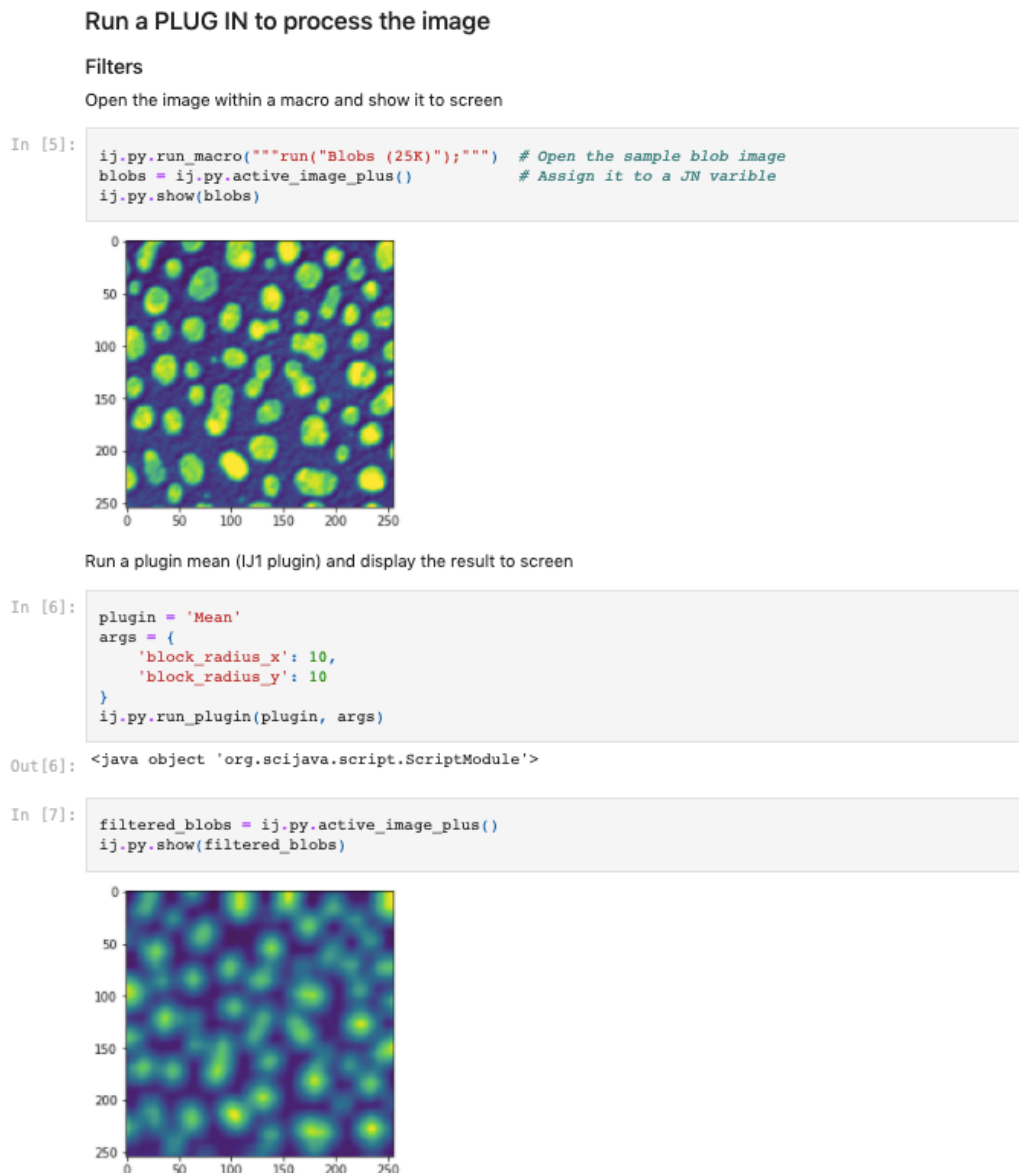 Run a PLUG IN to process the image
Filters
Open the image within a macro and show it to screen
In [5]:
ij.py.run_macro("""run("Blobs (25K)");""")  # Open the sample blob image
blobs = ij.py.active_image_plus()           # Assign it to a JN varible
ij.py.show(blobs)
0
50
100
150
200
250
0 50 100 150 200 250
Run a plugin mean (IJ1 plugin) and display the result to screen
In [6]:
plugin = 'Mean'
args = {
    'block_radius_x': 10,
    'block_radius_y': 10
}
ij.py.run_plugin(plugin, args)
Out[6]: <java object 'org.scijava.script.ScriptModule'>
In [7]:
filtered_blobs = ij.py.active_image_plus()
ij.py.show(filtered_blobs)
0
50
100
150
200
250
0 50 100 150 200 250